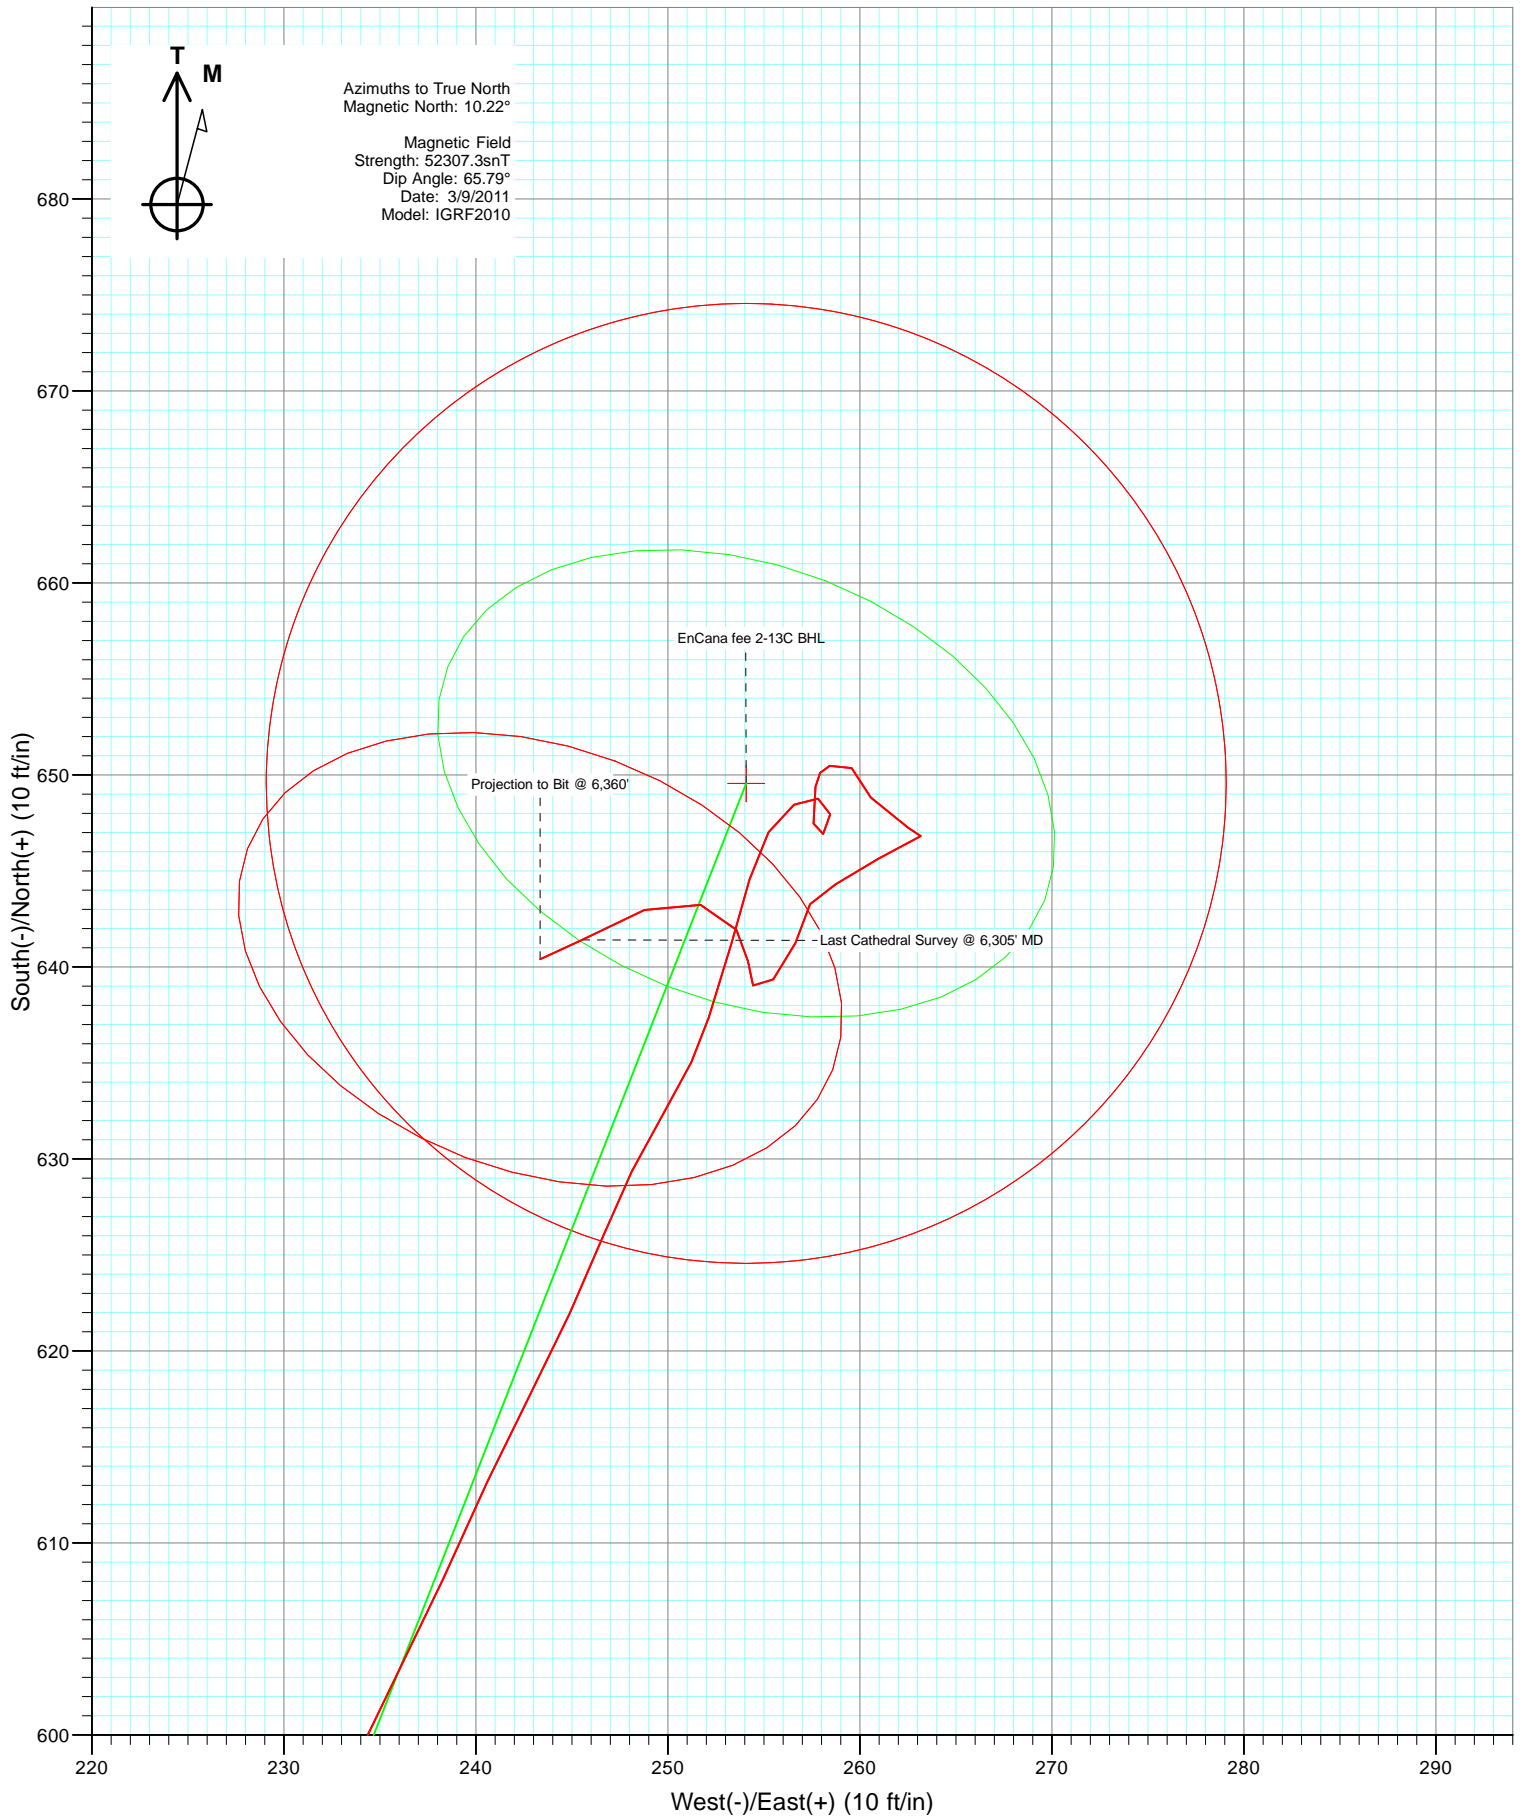 T
M
Azimuths to True North
Magnetic North: 10.22°
Magnetic Field
Strength: 52307.3snT
Dip Angle: 65.79°
Date: 3/9/2011
Model: IGRF2010
680
670
660
650
640
630
620
610
600
South(-)/North(+) (10 ft/in)
EnCana fee 2-13C BHL
Projection to Bit @ 6,360'
Last Cathedral Survey @ 6,305' MD
220 230 240 250 260 270 280 290
West(-)/East(+) (10 ft/in)